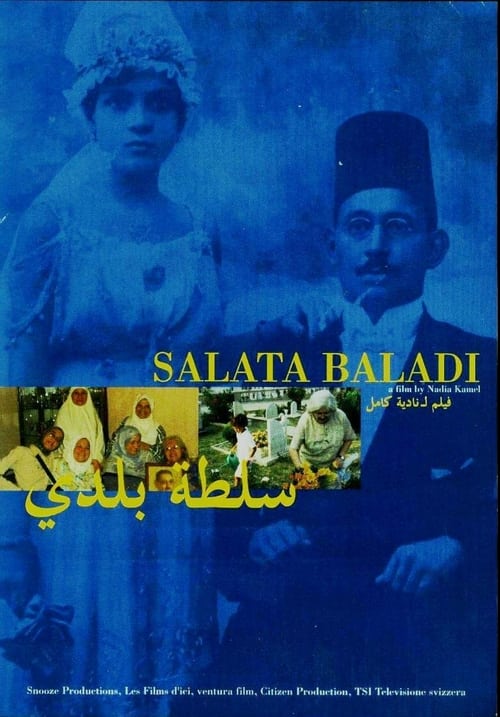 SALATA BALADI
a film by Nadia Kamel
فيلم لـ نادية كامل
سلطة بلدي
Snooze Productions, Les Films d'ici, ventura film, Citizen Production, TSI Televisione svizzera